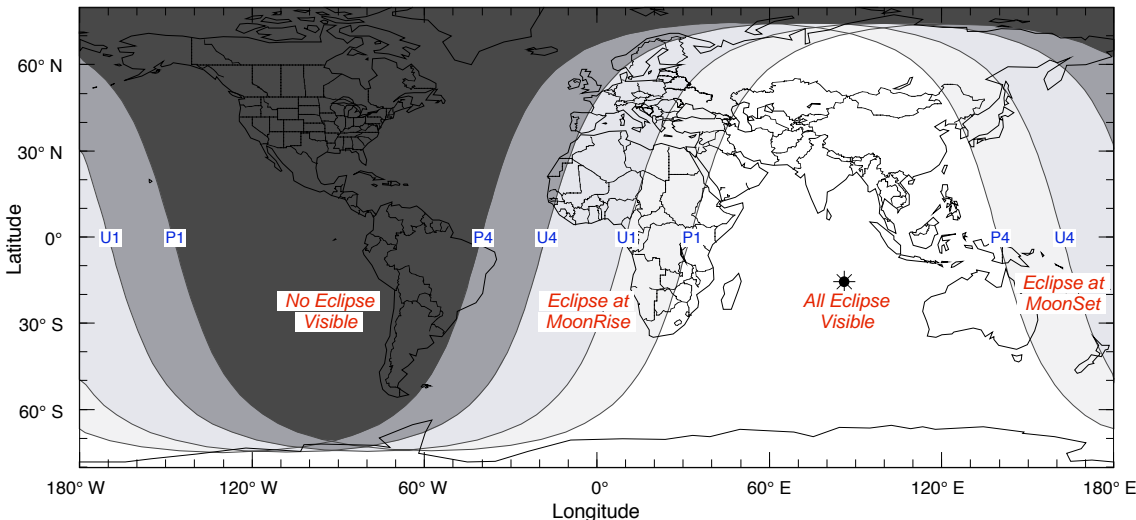 60° N
30° N
0°
30° S
60° S
Latitude
U1
P1
P4
U4
U1
P1
P4
U4
No Eclipse
Visible
Eclipse at
MoonRise
All Eclipse
Visible
Eclipse at
MoonSet
180° W
120° W
60° W
0°
60° E
120° E
180° E
Longitude